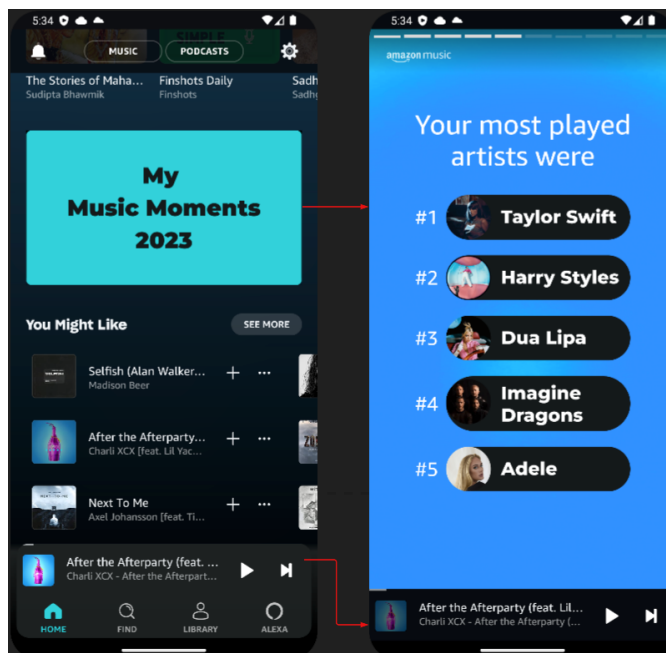 5:34
SIMPLE
MUSIC
PODCASTS
The Stories of Maha...
Sudipta Bhawmik
Finshots Daily
Finshots
Sadh
Sadhg
My
Music Moments
2023
You Might Like
SEE MORE
Selfish (Alan Walker...
Madison Beer
After the Afterparty...
Charli XCX [feat. Lil Yac...
Next To Me
Axel Johansson [feat. Ti...
After the Afterparty (feat. ...
Charli XCX - After the Afterpart...
HOME
FIND
LIBRARY
ALEXA
5:34
amazon music
Your most played
artists were
#1 Taylor Swift
#2 Harry Styles
#3 Dua Lipa
#4 Imagine
Dragons
#5 Adele
After the Afterparty (feat. Lil...
Charli XCX - After the Afterparty (...